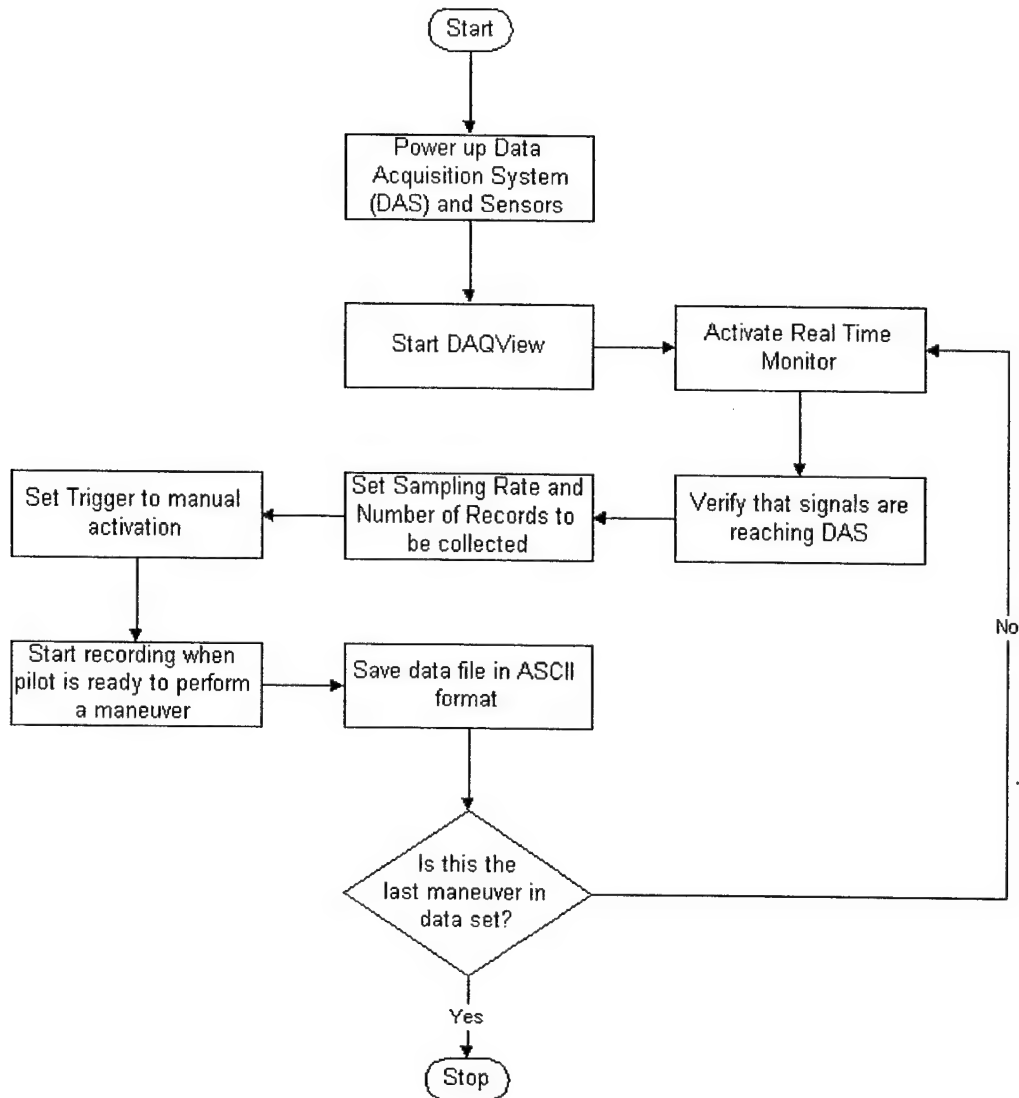 Start
Power up Data
Acquisition System
(DAS) and Sensors
Start DAQView
Activate Real Time
Monitor
Verify that signals are
reaching DAS
Set Sampling Rate and
Number of Records to
be collected
Set Trigger to manual
activation
Start recording when
pilot is ready to perform
a maneuver
Save data file in ASCII
format
Is this the
last maneuver in
data set?
No
Yes
Stop